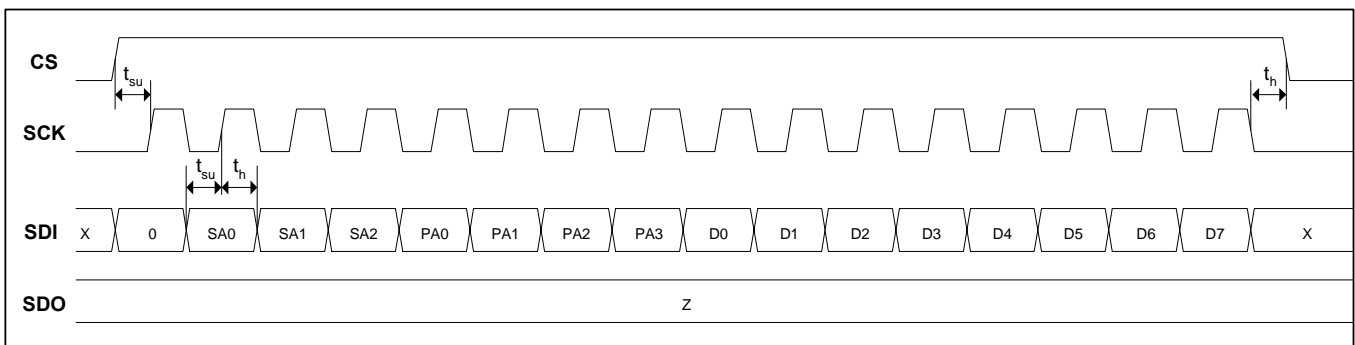 CS
t_su
t_h
SCK
t_su t_h
SDI X 0 SA0 SA1 SA2 PA0 PA1 PA2 PA3 D0 D1 D2 D3 D4 D5 D6 D7 X
SDO Z